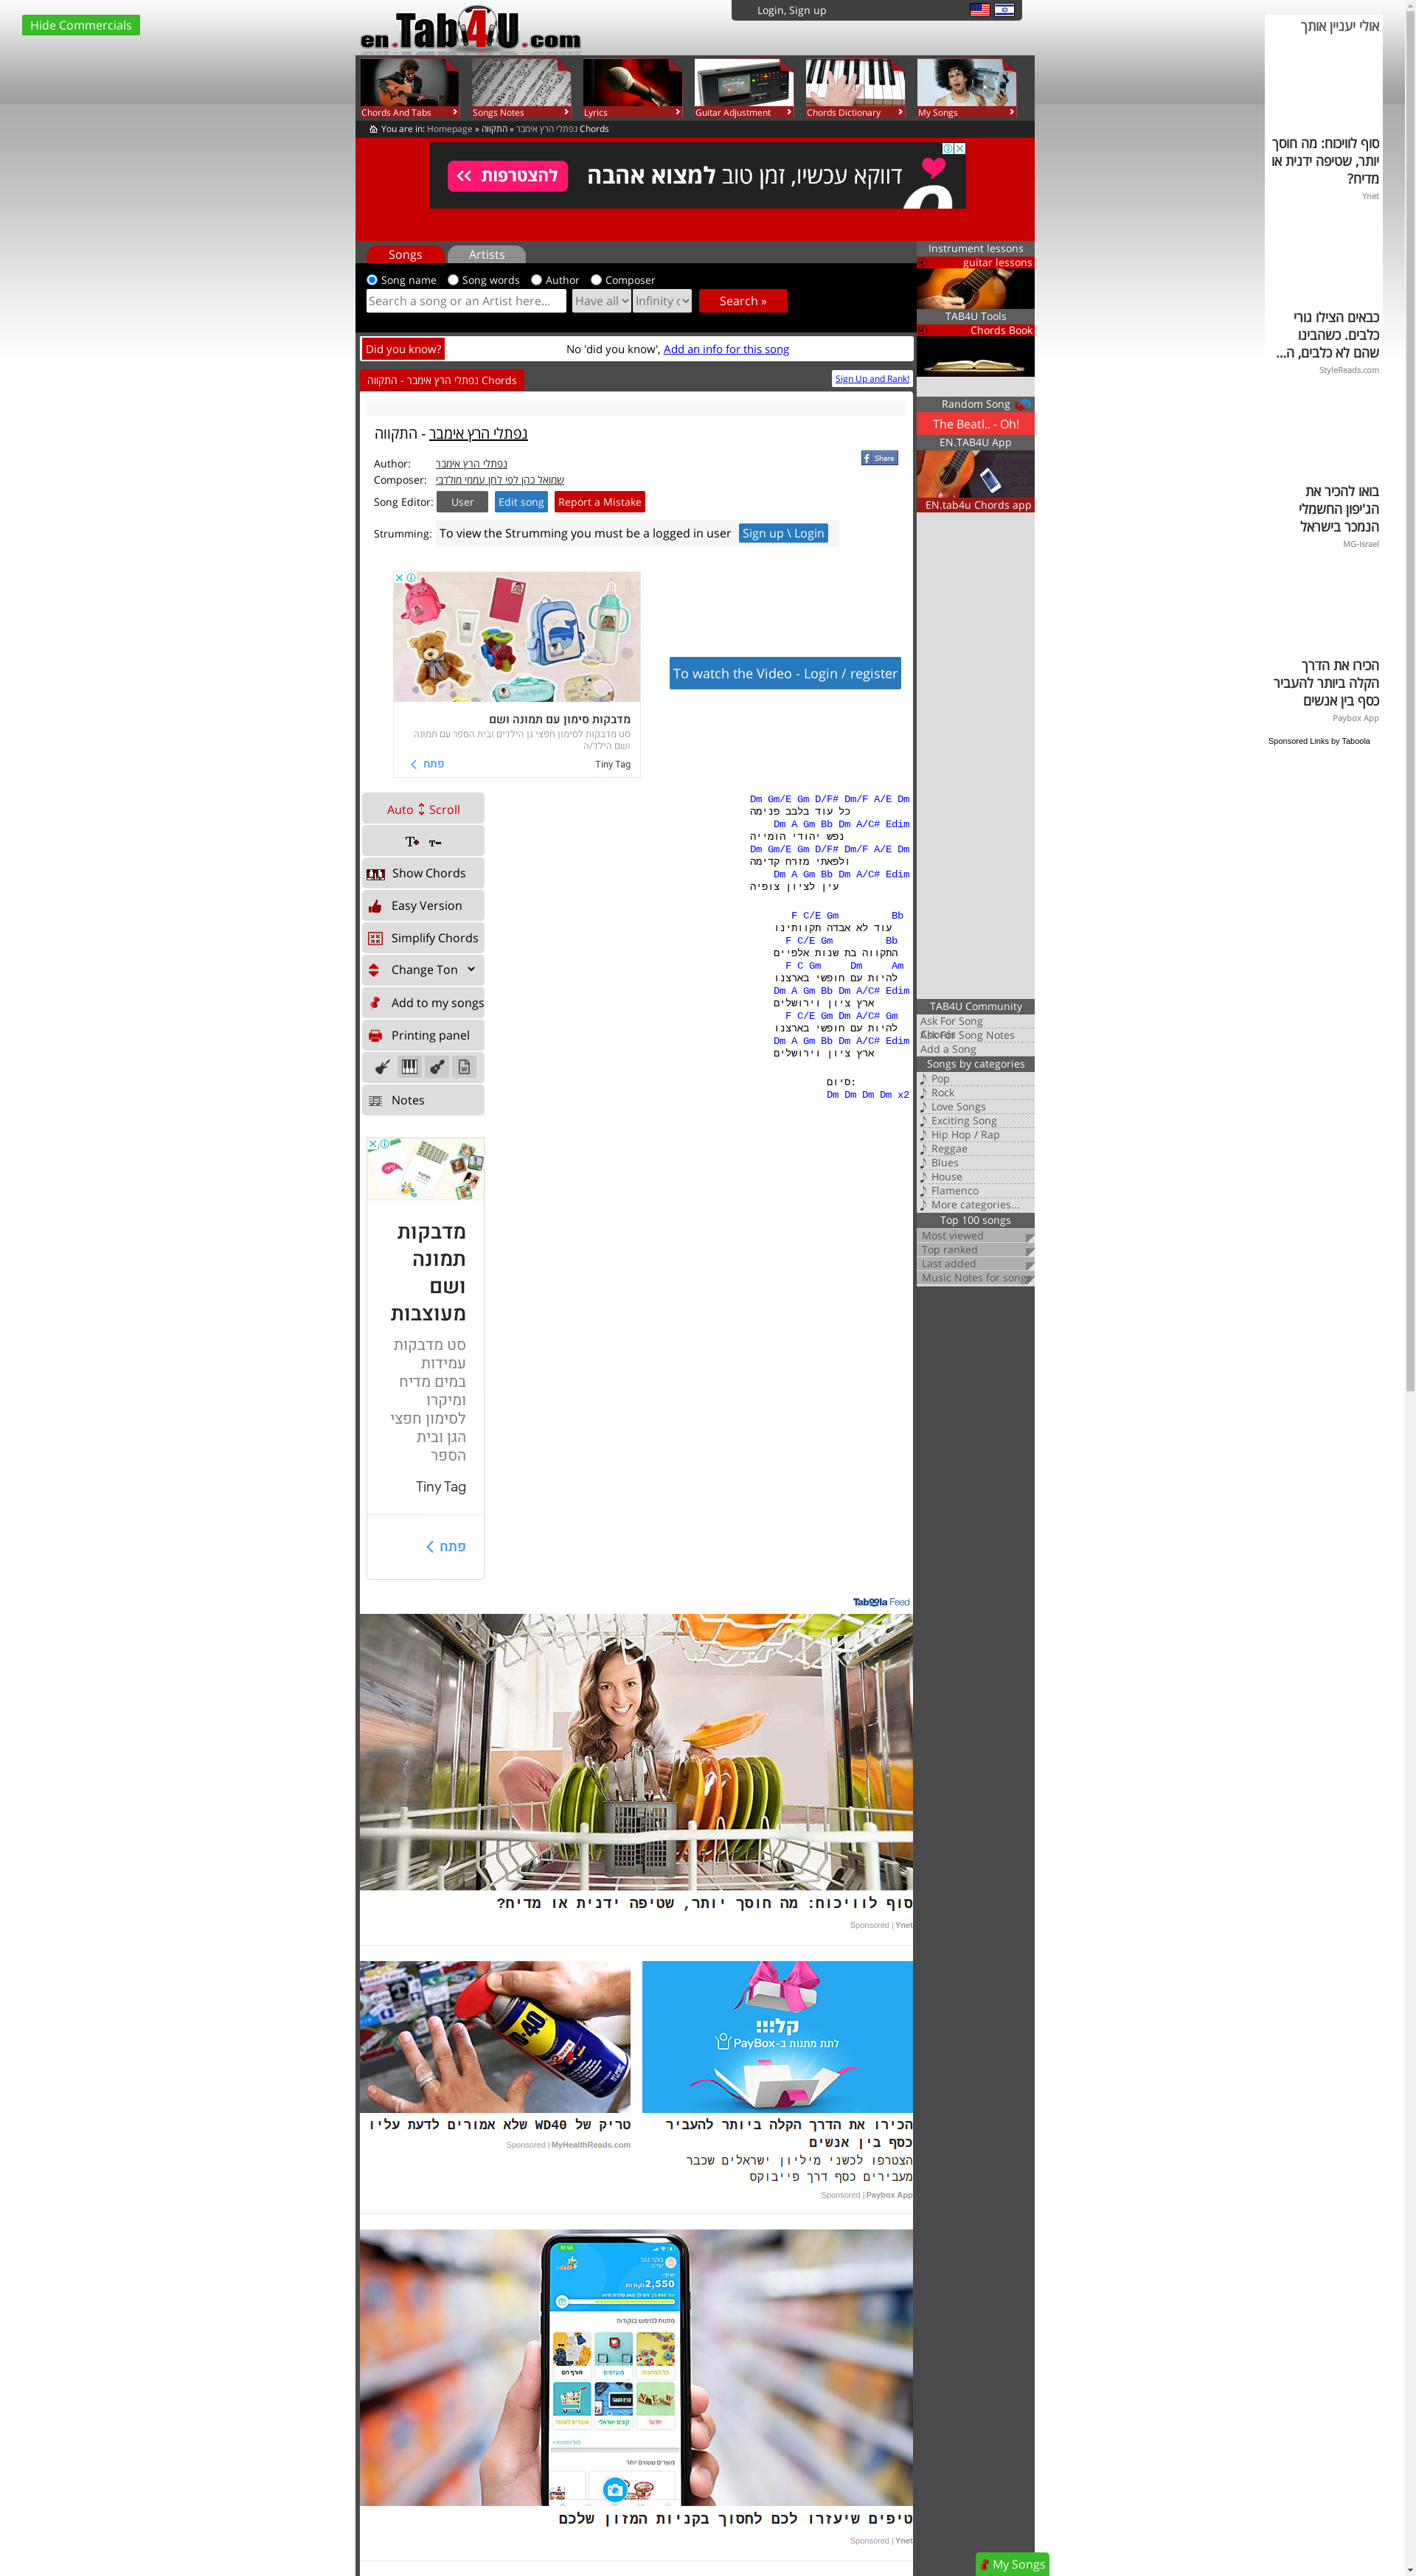 Hide Commercials
en.Tab4U.com
Login, Sign up
Chords And Tabs
Songs Notes
Lyrics
Guitar Adjustment
Chords Dictionary
My Songs
You are in: Homepage » נפתלי הרץ אימבר » התקווה Chords
דווקא עכשיו, זמן טוב למצוא אהבה
להצטרפות
Songs
Artists
Song name
Song words
Author
Composer
Search a song or an Artist here...
Have all
Infinity c
Search »
Did you know?
No 'did you know', Add an info for this song
נפתלי הרץ אימבר - התקווה Chords
Sign Up and Rank!
נפתלי הרץ אימבר - התקווה
Author: נפתלי הרץ אימבר
Composer: שמואל כהן לפי לחן עממי מולדבי
Share
Song Editor: User Edit song Report a Mistake
Strumming: To view the Strumming you must be a logged in user Sign up \ Login
מדבקות סימון עם תמונה ושם
סט מדבקות לסימון חפצי גן הילדים ובית הספר עם תמונה
ושם הילד/ה
Tiny Tag
פתח
To watch the Video - Login / register
Auto Scroll
T T
Show Chords
Easy Version
Simplify Chords
Change Ton
Add to my songs
Printing panel
Notes
Dm Gm/E Gm D/F# Dm/F A/E Dm
כל עוד בלבב פנימה
Dm A Gm Bb Dm A/C# Edim
נפש יהודי הומייה
Dm Gm/E Gm D/F# Dm/F A/E Dm
ולפאתי מזרח קדימה
Dm A Gm Bb Dm A/C# Edim
עין לציון צופיה
F C/E Gm Bb
עוד לא אבדה תקוותינו
F C/E Gm Bb
התקווה בת שנות אלפיים
F C Gm Dm Am
להיות עם חופשי בארצנו
Dm A Gm Bb Dm A/C# Edim
ארץ ציון וירושלים
F C/E Gm Dm A/C# Gm
להיות עם חופשי בארצנו
Dm A Gm Bb Dm A/C# Edim
ארץ ציון וירושלים
סיום:
Dm Dm Dm Dm x2
מדבקות
תמונה
ושם
מעוצבות
סט מדבקות
עמידות
במים מדיח
ומיקרו
לסימון חפצי
הגן ובית
הספר
Tiny Tag
פתח
Instrument lessons
guitar lessons
TAB4U Tools
Chords Book
Random Song
The Beatl.. - Oh!
EN.TAB4U App
EN.tab4u Chords app
TAB4U Community
Ask For Song
Chords
Ask For Song Notes
Add a Song
Songs by categories
Pop
Rock
Love Songs
Exciting Song
Hip Hop / Rap
Reggae
Blues
House
Flamenco
More categories...
Top 100 songs
Most viewed
Top ranked
Last added
Music Notes for songs
אולי יעניין אותך
סוף לוויכוח: מה חוסך
יותר, שטיפה ידנית או
מדיח?
Ynet
כבאים הצילו גורי
כלבים. כשהבינו
שהם לא כלבים, ה...
StyleReads.com
בואו להכיר את
הג'יפון החשמלי
הנמכר בישראל
MG-Israel
הכירו את הדרך
הקלה ביותר להעביר
כסף בין אנשים
Paybox App
Sponsored Links by Taboola
Taboola Feed
סוף לוויכוח: מה חוסך יותר, שטיפה ידנית או מדיח?
Sponsored | Ynet
קלי!!!
לתת מתנות ב-PayBox
טריק של WD40 שלא אמורים לדעת עליו
Sponsored | MyHealthReads.com
הכירו את הדרך הקלה ביותר להעביר
כסף בין אנשים
הצטרפו לכשני מיליון ישראלים שכבר
מעבירים כסף דרך פייבוקס
Sponsored | Paybox App
2,550
טיפים שיעזרו לכם לחסוך בקניות המזון שלכם
Sponsored | Ynet
My Songs